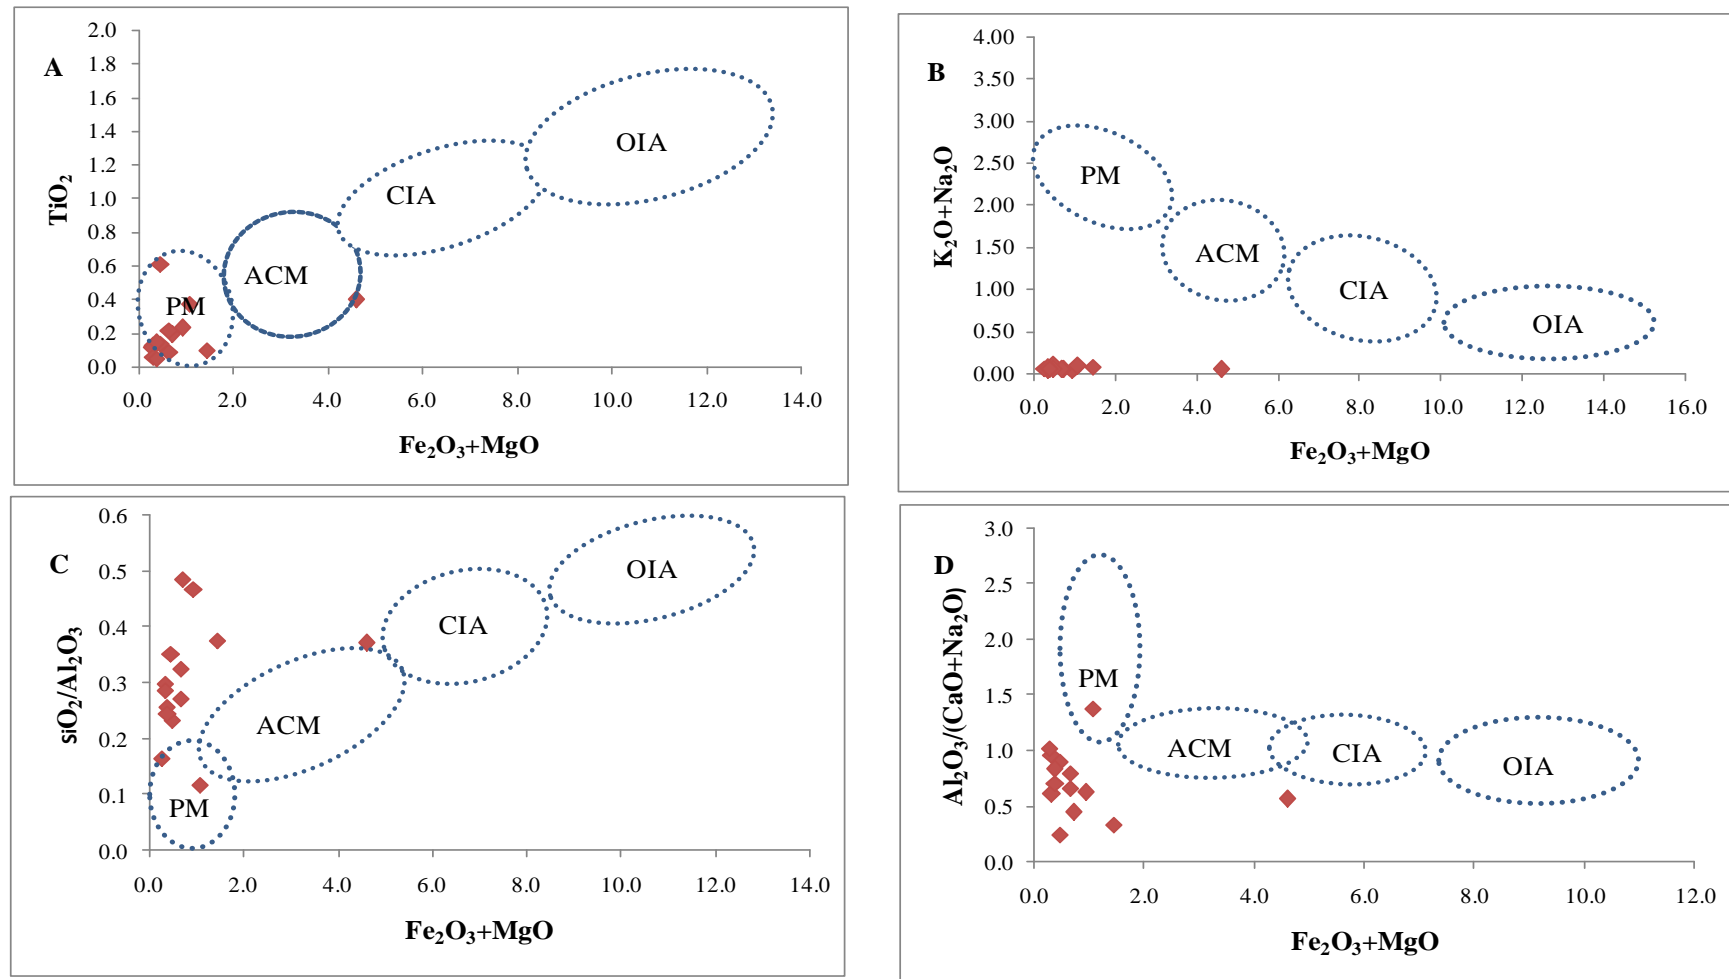 A
TiO₂
2.0
1.8
1.6
1.4
1.2
1.0
0.8
0.6
0.4
0.2
0.0
OIA
CIA
ACM
PM
0.0 2.0 4.0 6.0 8.0 10.0 12.0 14.0
Fe₂O₃+MgO
B
K₂O+Na₂O
4.00
3.50
3.00
2.50
2.00
1.50
1.00
0.50
0.00
PM
ACM
CIA
OIA
0.0 2.0 4.0 6.0 8.0 10.0 12.0 14.0 16.0
Fe₂O₃+MgO
C
SiO₂/Al₂O₃
0.6
0.5
0.4
0.3
0.2
0.1
0.0
OIA
CIA
ACM
PM
0.0 2.0 4.0 6.0 8.0 10.0 12.0 14.0
Fe₂O₃+MgO
D
Al₂O₃/(CaO+Na₂O)
3.0
2.5
2.0
1.5
1.0
0.5
0.0
PM
ACM
CIA
OIA
0.0 2.0 4.0 6.0 8.0 10.0 12.0
Fe₂O₃+MgO